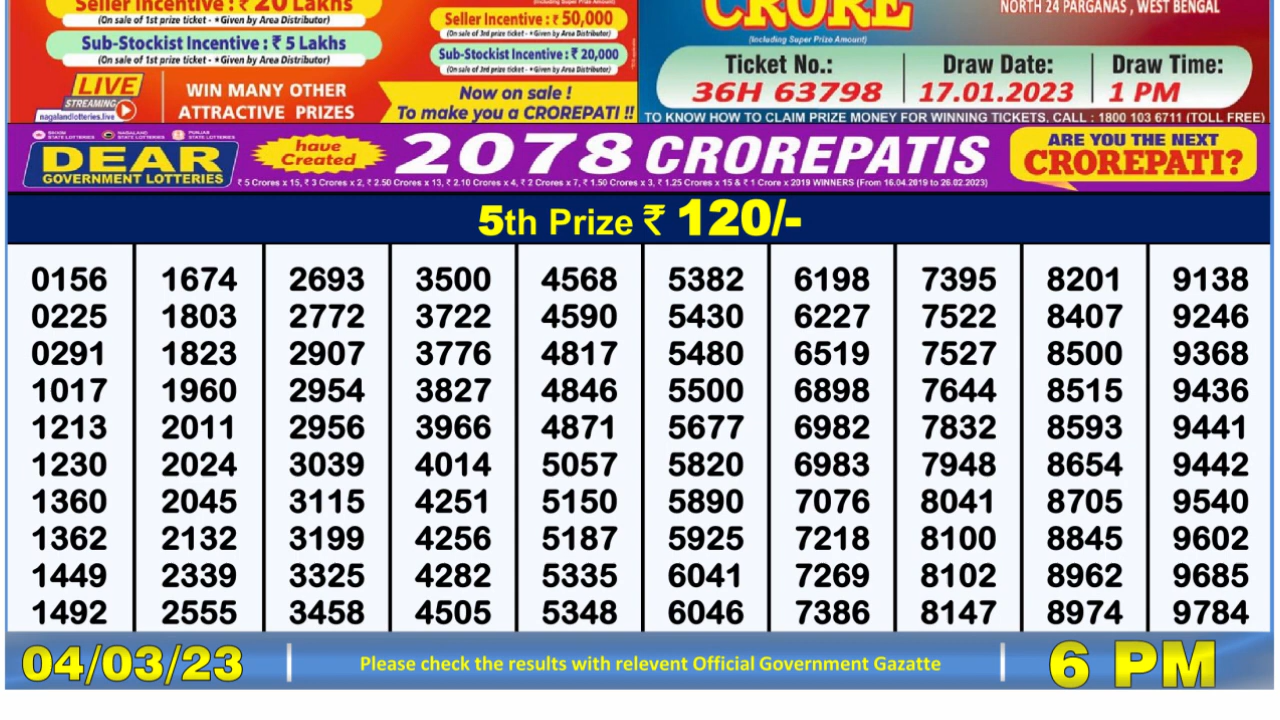 Seller Incentive : ₹ 20 Lakhs
(On sale of 1st prize ticket - *Given by Area Distributor)
Sub-Stockist Incentive : ₹ 5 Lakhs
(On sale of 1st prize ticket - *Given by Area Distributor)
(Including Super Prize Amount)
Seller Incentive : ₹ 50,000
(On sale of 3rd prize ticket - *Given by Area Distributor)
Sub-Stockist Incentive : ₹ 20,000
(On sale of 3rd prize ticket - *Given by Area Distributor)
LIVE
STREAMING
nagalandlotteries.live
WIN MANY OTHER
ATTRACTIVE PRIZES
Now on sale !
To make you a CROREPATI !!
CRORE
(Including Super Prize Amount)
NORTH 24 PARGANAS , WEST BENGAL
Ticket No.: Draw Date: Draw Time:
36H 63798 17.01.2023 1 PM
TO KNOW HOW TO CLAIM PRIZE MONEY FOR WINNING TICKETS, CALL : 1800 103 6711 (TOLL FREE)
STATE LOTTERIES NAGALAND STATE LOTTERIES PUNJAB STATE LOTTERIES
DEAR
GOVERNMENT LOTTERIES
have
Created
2078 CROREPATIS
₹ 5 Crores x 15, ₹ 3 Crores x 2, ₹ 2.50 Crores x 13, ₹ 2.10 Crores x 4, ₹ 2 Crores x 7, ₹ 1.50 Crores x 3, ₹ 1.25 Crores x 15 & ₹ 1 Crore x 2019 WINNERS (From 16.04.2019 to 26.02.2023)
ARE YOU THE NEXT
CROREPATI?
5th Prize ₹ 120/-
0156 1674 2693 3500 4568 5382 6198 7395 8201 9138
0225 1803 2772 3722 4590 5430 6227 7522 8407 9246
0291 1823 2907 3776 4817 5480 6519 7527 8500 9368
1017 1960 2954 3827 4846 5500 6898 7644 8515 9436
1213 2011 2956 3966 4871 5677 6982 7832 8593 9441
1230 2024 3039 4014 5057 5820 6983 7948 8654 9442
1360 2045 3115 4251 5150 5890 7076 8041 8705 9540
1362 2132 3199 4256 5187 5925 7218 8100 8845 9602
1449 2339 3325 4282 5335 6041 7269 8102 8962 9685
1492 2555 3458 4505 5348 6046 7386 8147 8974 9784
04/03/23 Please check the results with relevent Official Government Gazatte 6 PM